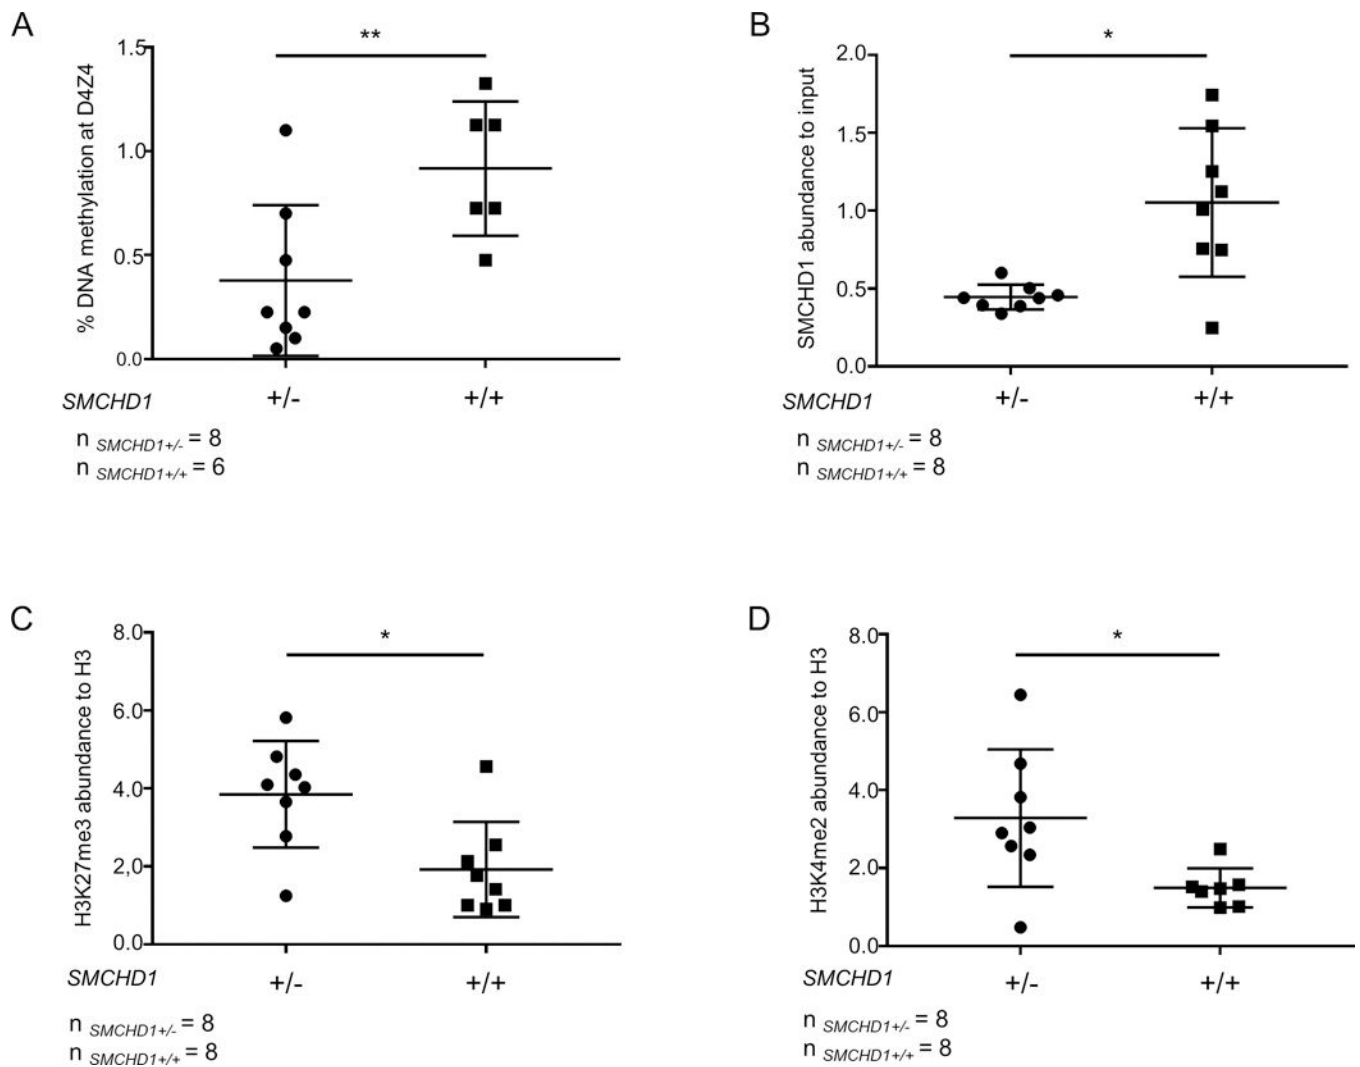 A
% DNA methylation at D4Z4
1.5
1.0
0.5
0.0
**
SMCHD1
+/-
+/+
n SMCHD1+/- = 8
n SMCHD1+/+ = 6
B
SMCHD1 abundance to input
2.0
1.5
1.0
0.5
0.0
*
SMCHD1
+/-
+/+
n SMCHD1+/- = 8
n SMCHD1+/+ = 8
C
H3K27me3 abundance to H3
8.0
6.0
4.0
2.0
0.0
*
SMCHD1
+/-
+/+
n SMCHD1+/- = 8
n SMCHD1+/+ = 8
D
H3K4me2 abundance to H3
8.0
6.0
4.0
2.0
0.0
*
SMCHD1
+/-
+/+
n SMCHD1+/- = 8
n SMCHD1+/+ = 8